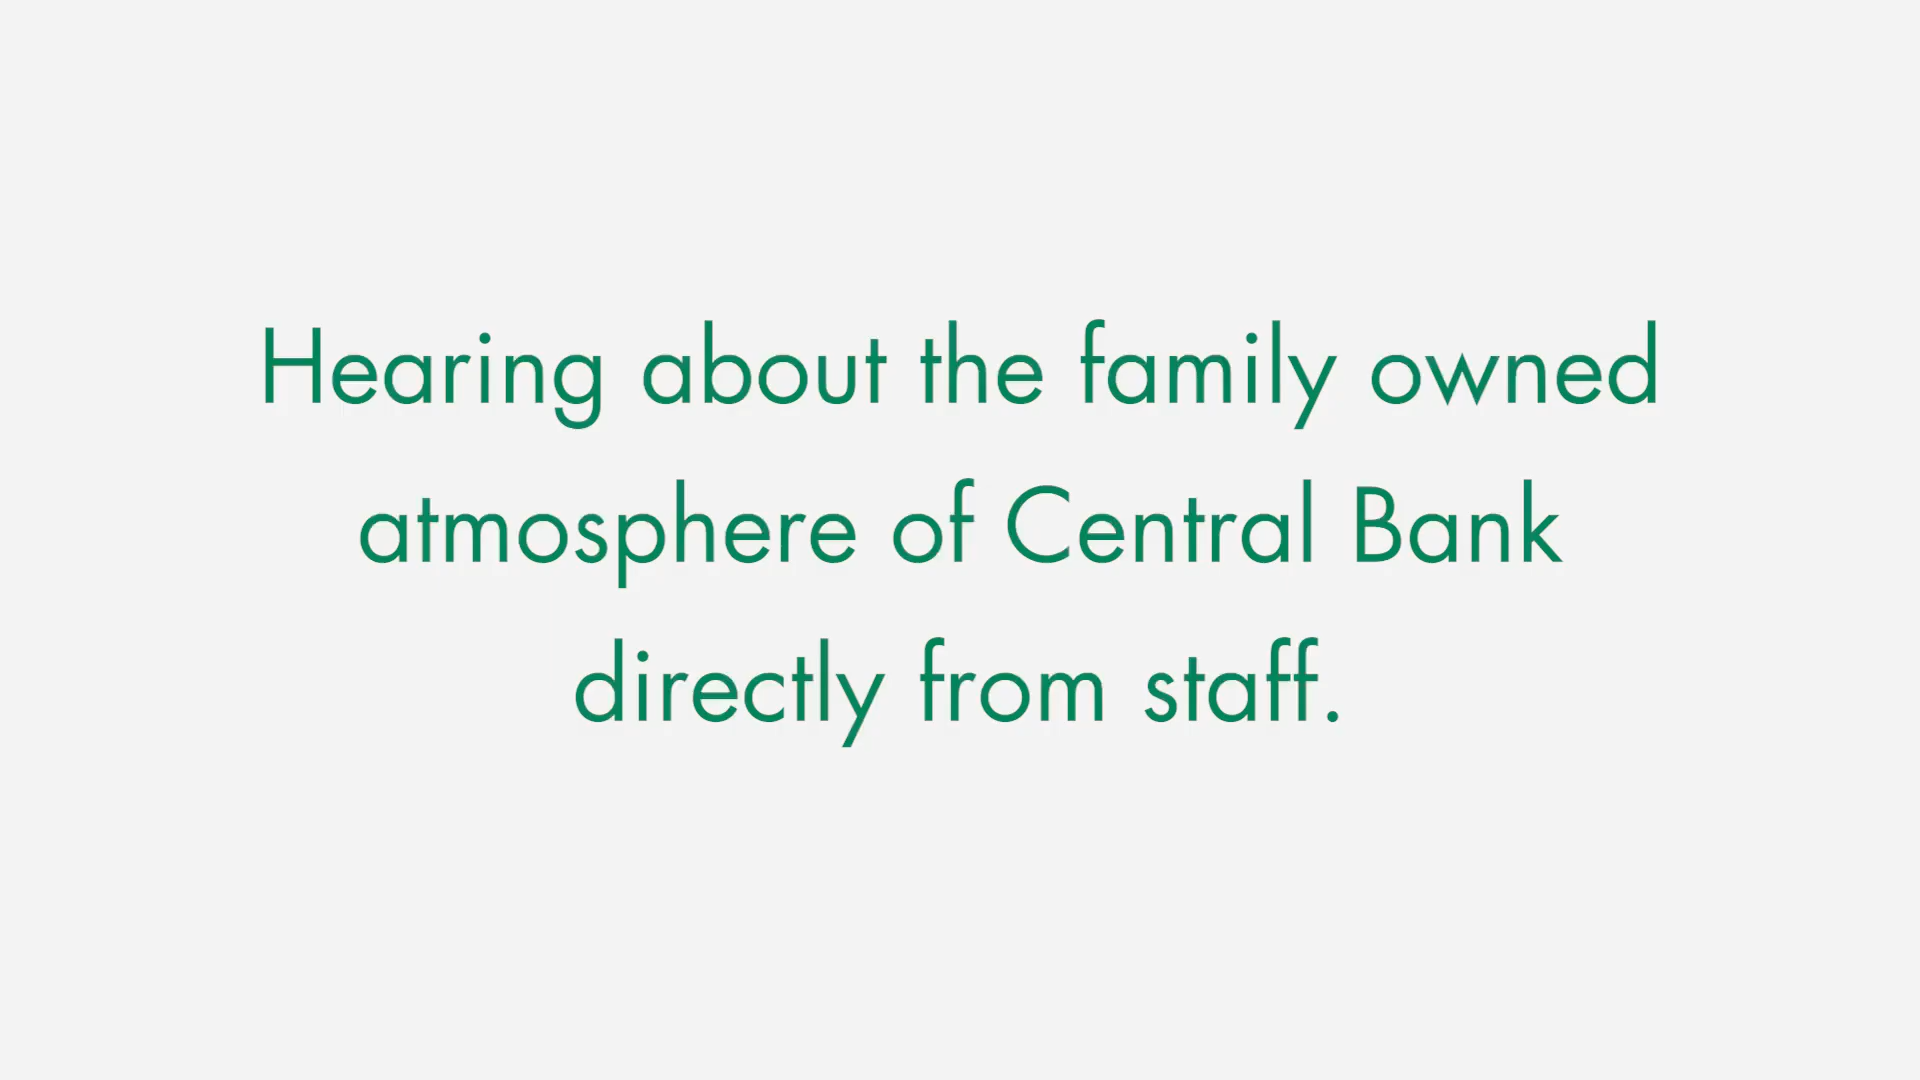 Hearing about the family owned
atmosphere of Central Bank
directly from staff.